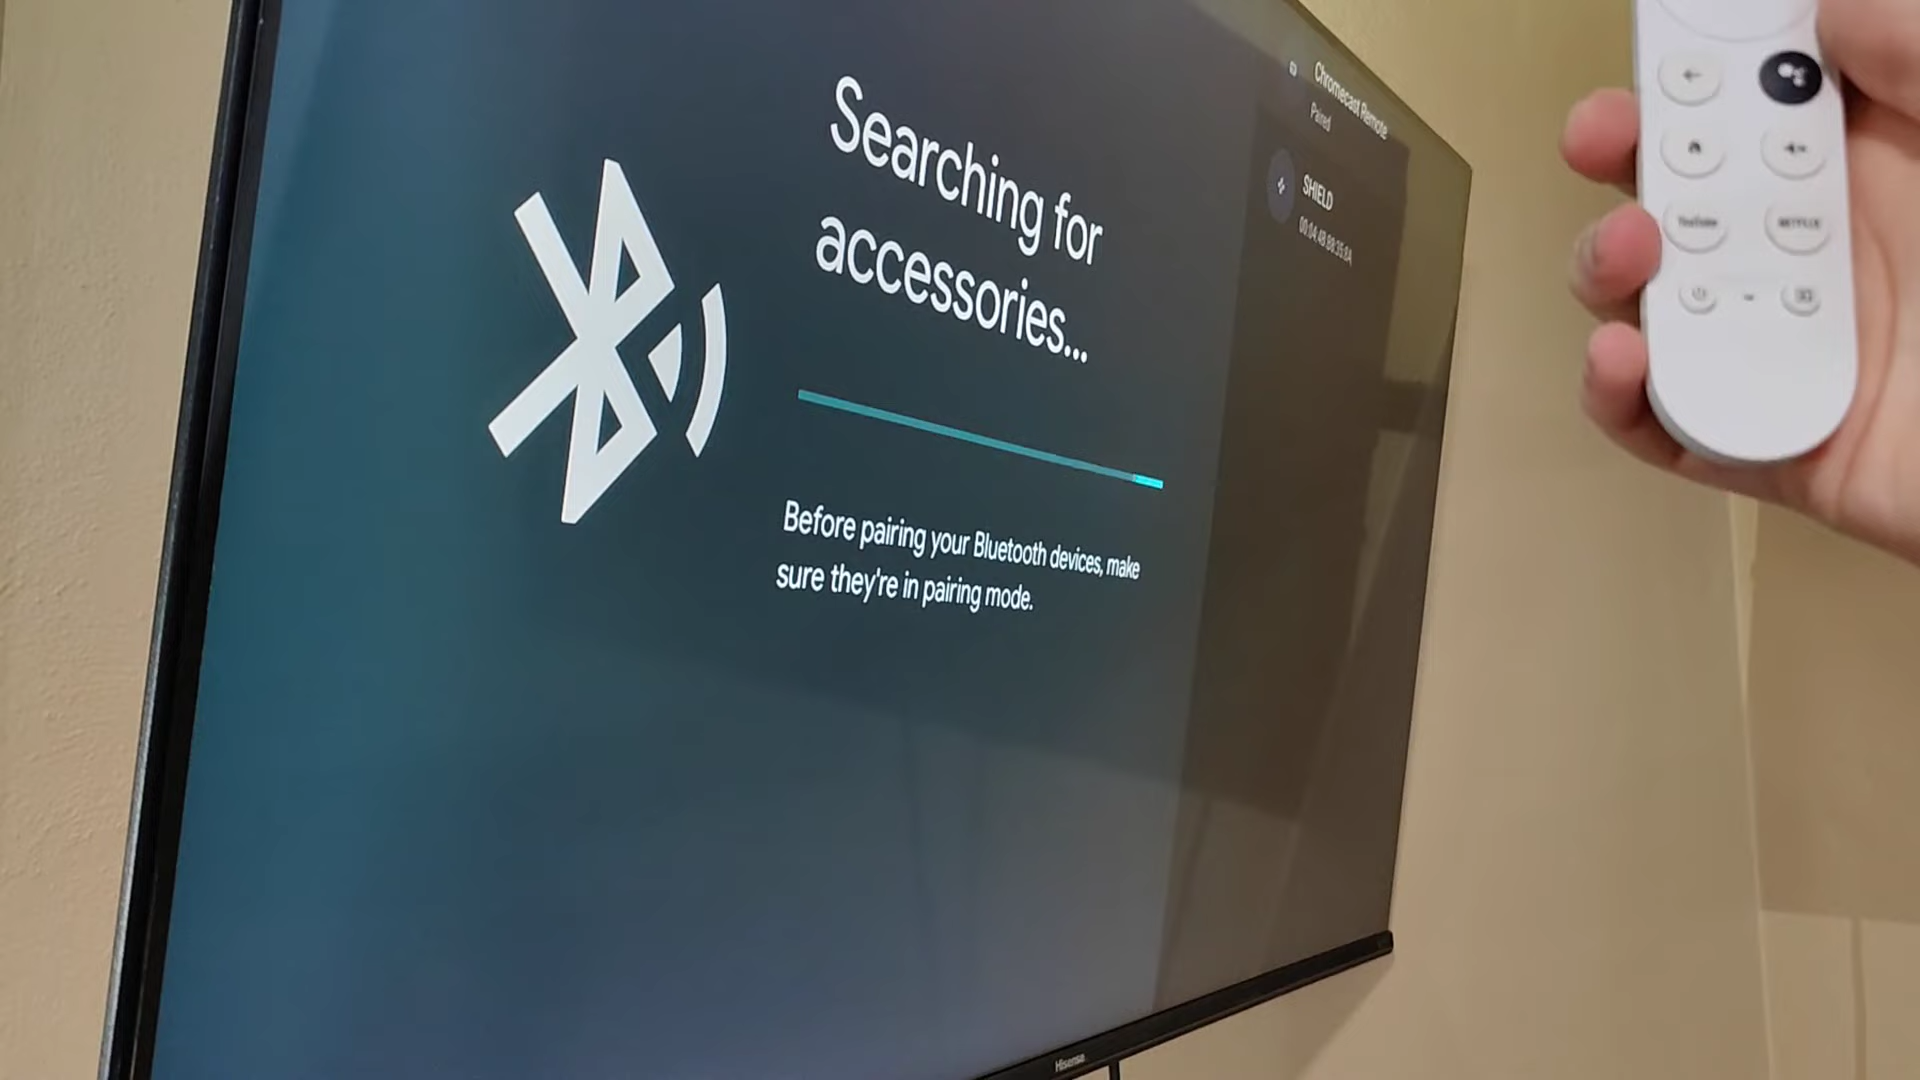 Searching for
accessories...
Before pairing your Bluetooth devices, make
sure they're in pairing mode.
Chromecast Remote
Paired
SHIELD
YouTube
NETFLIX
Hisense